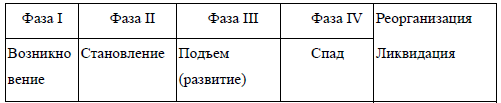 Фаза I Фаза II Фаза III Фаза IV Реорганизация
Возникно Становление Подъем Спад Ликвидация
вение (развитие)